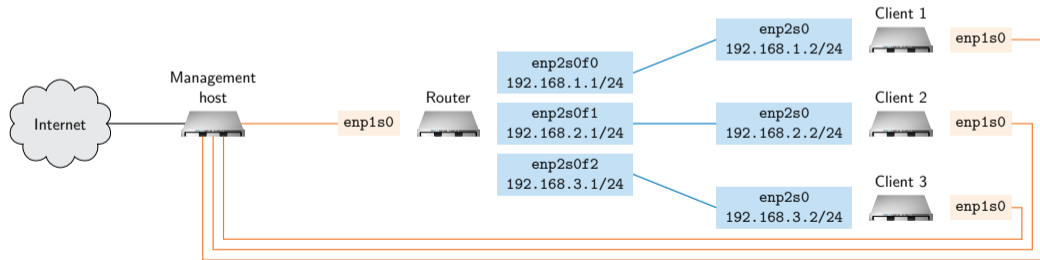 Internet
Management
host
enp1s0
Router
enp2s0f0
192.168.1.1/24
enp2s0f1
192.168.2.1/24
enp2s0f2
192.168.3.1/24
enp2s0
192.168.1.2/24
Client 1
enp1s0
enp2s0
192.168.2.2/24
Client 2
enp1s0
enp2s0
192.168.3.2/24
Client 3
enp1s0